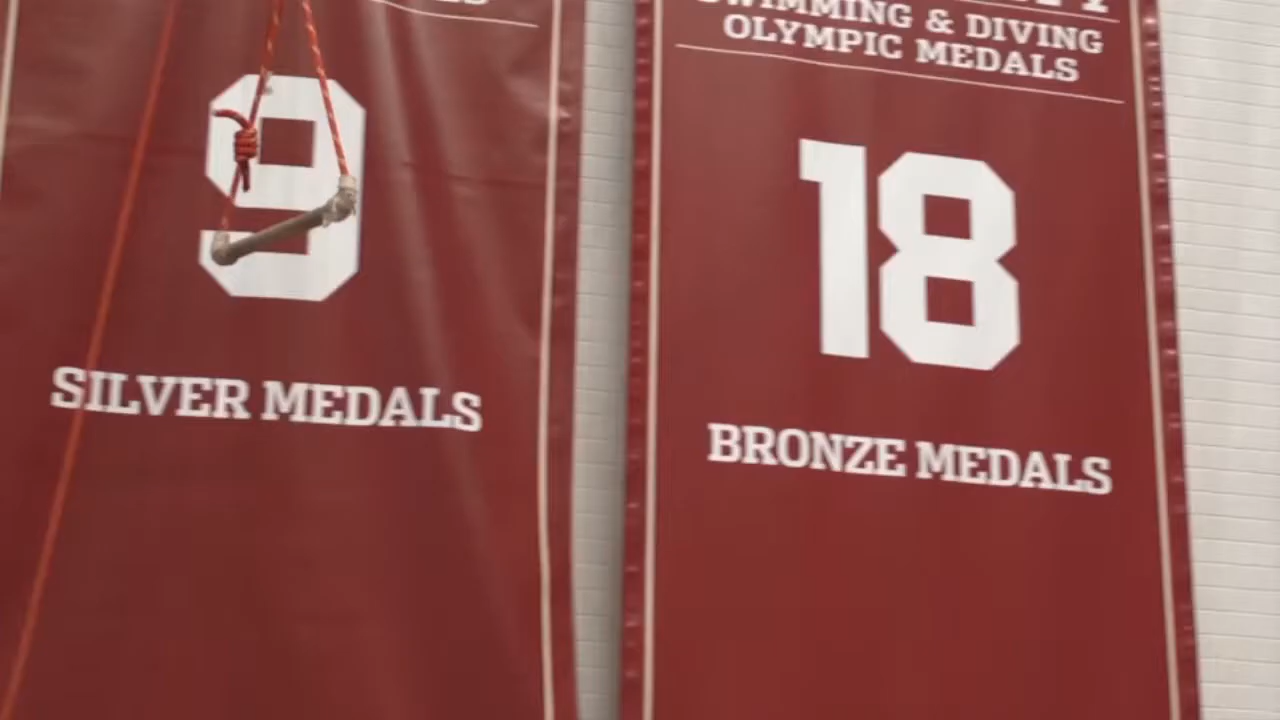 9
SILVER MEDALS
SWIMMING & DIVING
OLYMPIC MEDALS
18
BRONZE MEDALS